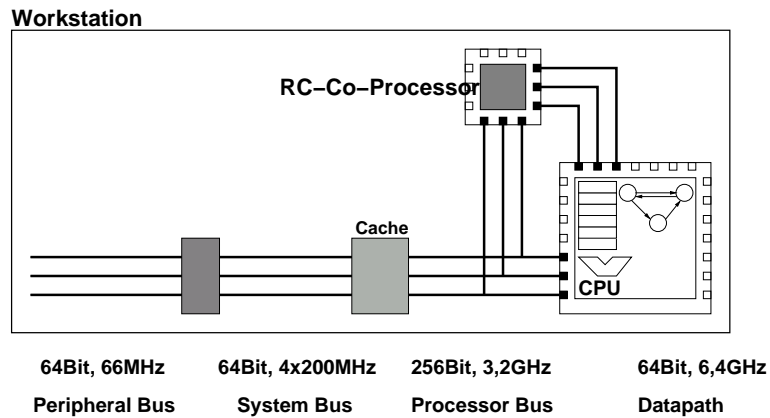 Workstation
RC−Co−Processor
Cache
CPU
64Bit, 66MHz 64Bit, 4x200MHz 256Bit, 3,2GHz 64Bit, 6,4GHz
Peripheral Bus System Bus Processor Bus Datapath